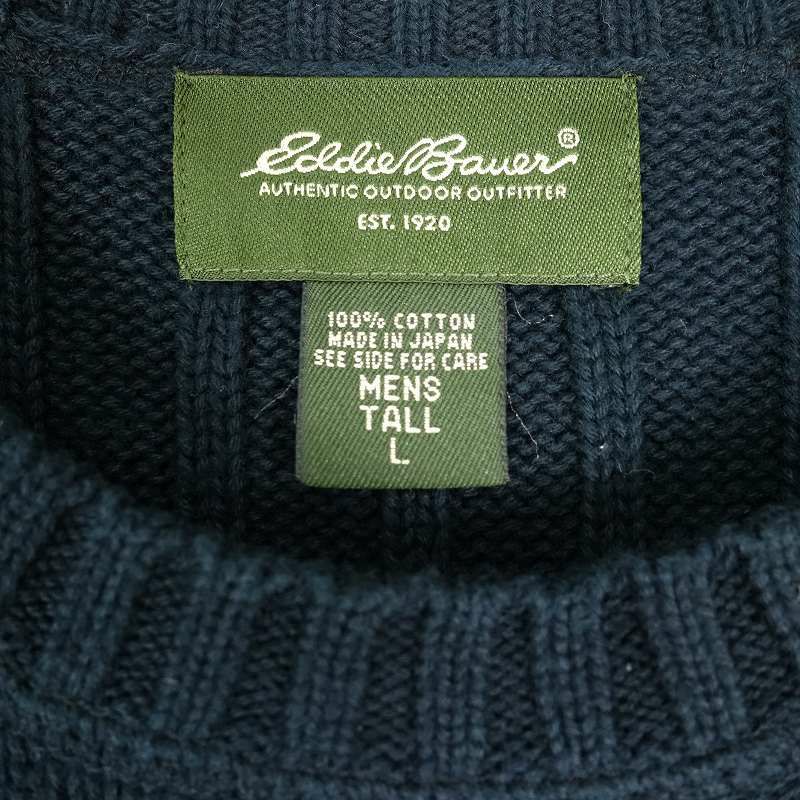 Eddie Bauer®
AUTHENTIC OUTDOOR OUTFITTER
EST. 1920
100% COTTON
MADE IN JAPAN
SEE SIDE FOR CARE
MENS
TALL
L